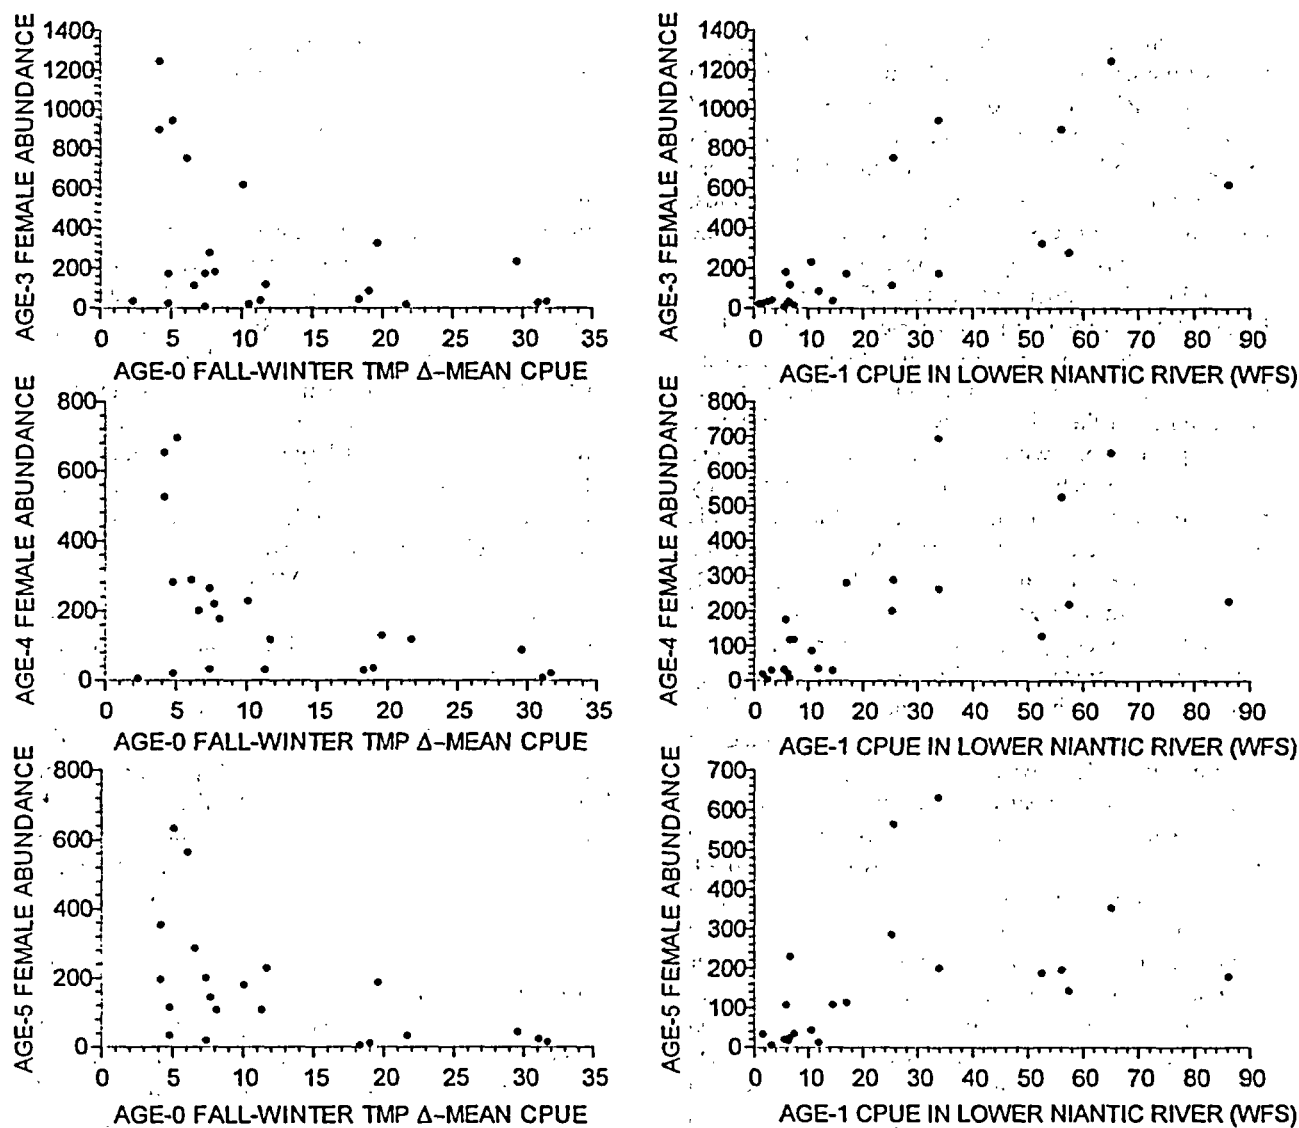 AGE-3 FEMALE ABUNDANCE
1400
1200
1000
800
600
400
200
0
0 5 10 15 20 25 30 35
AGE-0 FALL-WINTER TMP Δ-MEAN CPUE
AGE-3 FEMALE ABUNDANCE
1400
1200
1000
800
600
400
200
0
0 10 20 30 40 50 60 70 80 90
AGE-1 CPUE IN LOWER NIANTIC RIVER (WFS)
AGE-4 FEMALE ABUNDANCE
800
600
400
200
0
0 5 10 15 20 25 30 35
AGE-0 FALL-WINTER TMP Δ-MEAN CPUE
AGE-4 FEMALE ABUNDANCE
800
700
600
500
400
300
200
100
0
0 10 20 30 40 50 60 70 80 90
AGE-1 CPUE IN LOWER NIANTIC RIVER (WFS)
AGE-5 FEMALE ABUNDANCE
800
600
400
200
0
0 5 10 15 20 25 30 35
AGE-0 FALL-WINTER TMP Δ-MEAN CPUE
AGE-5 FEMALE ABUNDANCE
700
600
500
400
300
200
100
0
0 10 20 30 40 50 60 70 80 90
AGE-1 CPUE IN LOWER NIANTIC RIVER (WFS)